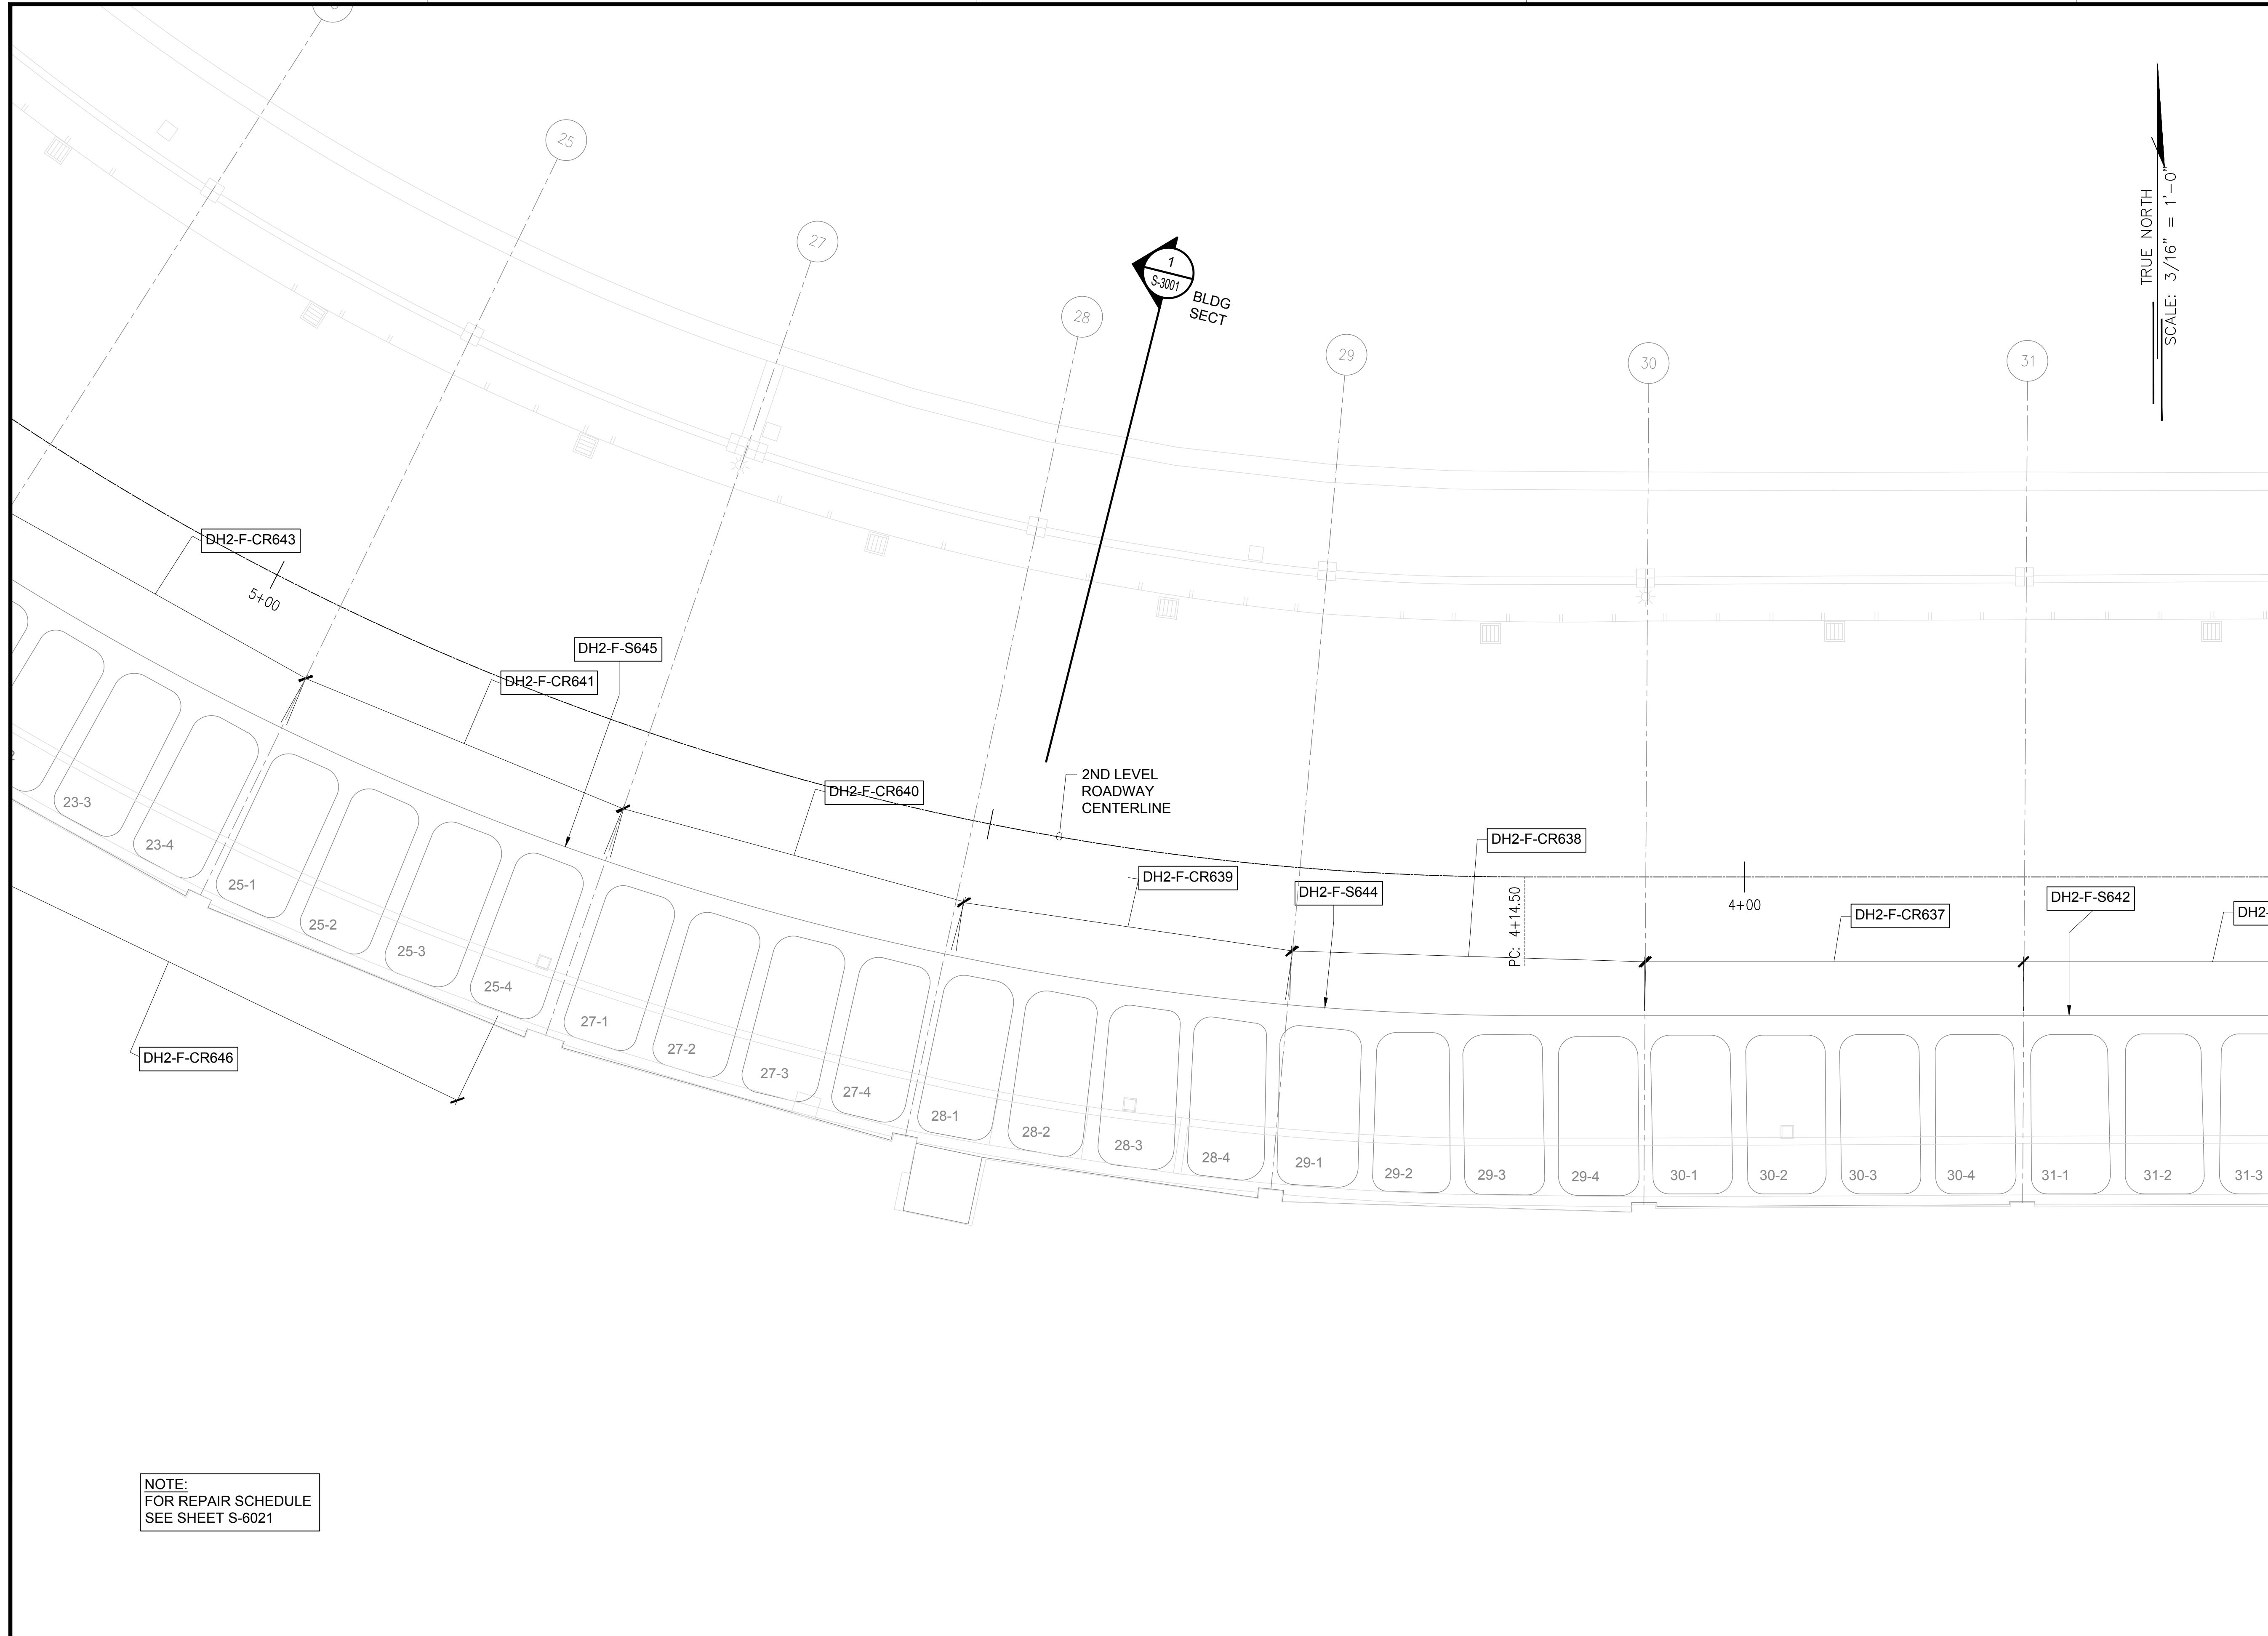 25
27
28
29
30
31
1
S-3001
BLDG
SECT
TRUE NORTH
SCALE: 3/16" = 1'-0"
DH2-F-CR643
5+00
DH2-F-S645
DH2-F-CR641
DH2-F-CR640
2ND LEVEL
ROADWAY
CENTERLINE
DH2-F-CR639
DH2-F-S644
DH2-F-CR638
PC: 4+14.50
4+00
DH2-F-CR637
DH2-F-S642
DH2-
23-3
23-4
25-1
25-2
25-3
25-4
27-1
27-2
27-3
27-4
28-1
28-2
28-3
28-4
29-1
29-2
29-3
29-4
30-1
30-2
30-3
30-4
31-1
31-2
31-3
DH2-F-CR646
NOTE:
FOR REPAIR SCHEDULE
SEE SHEET S-6021